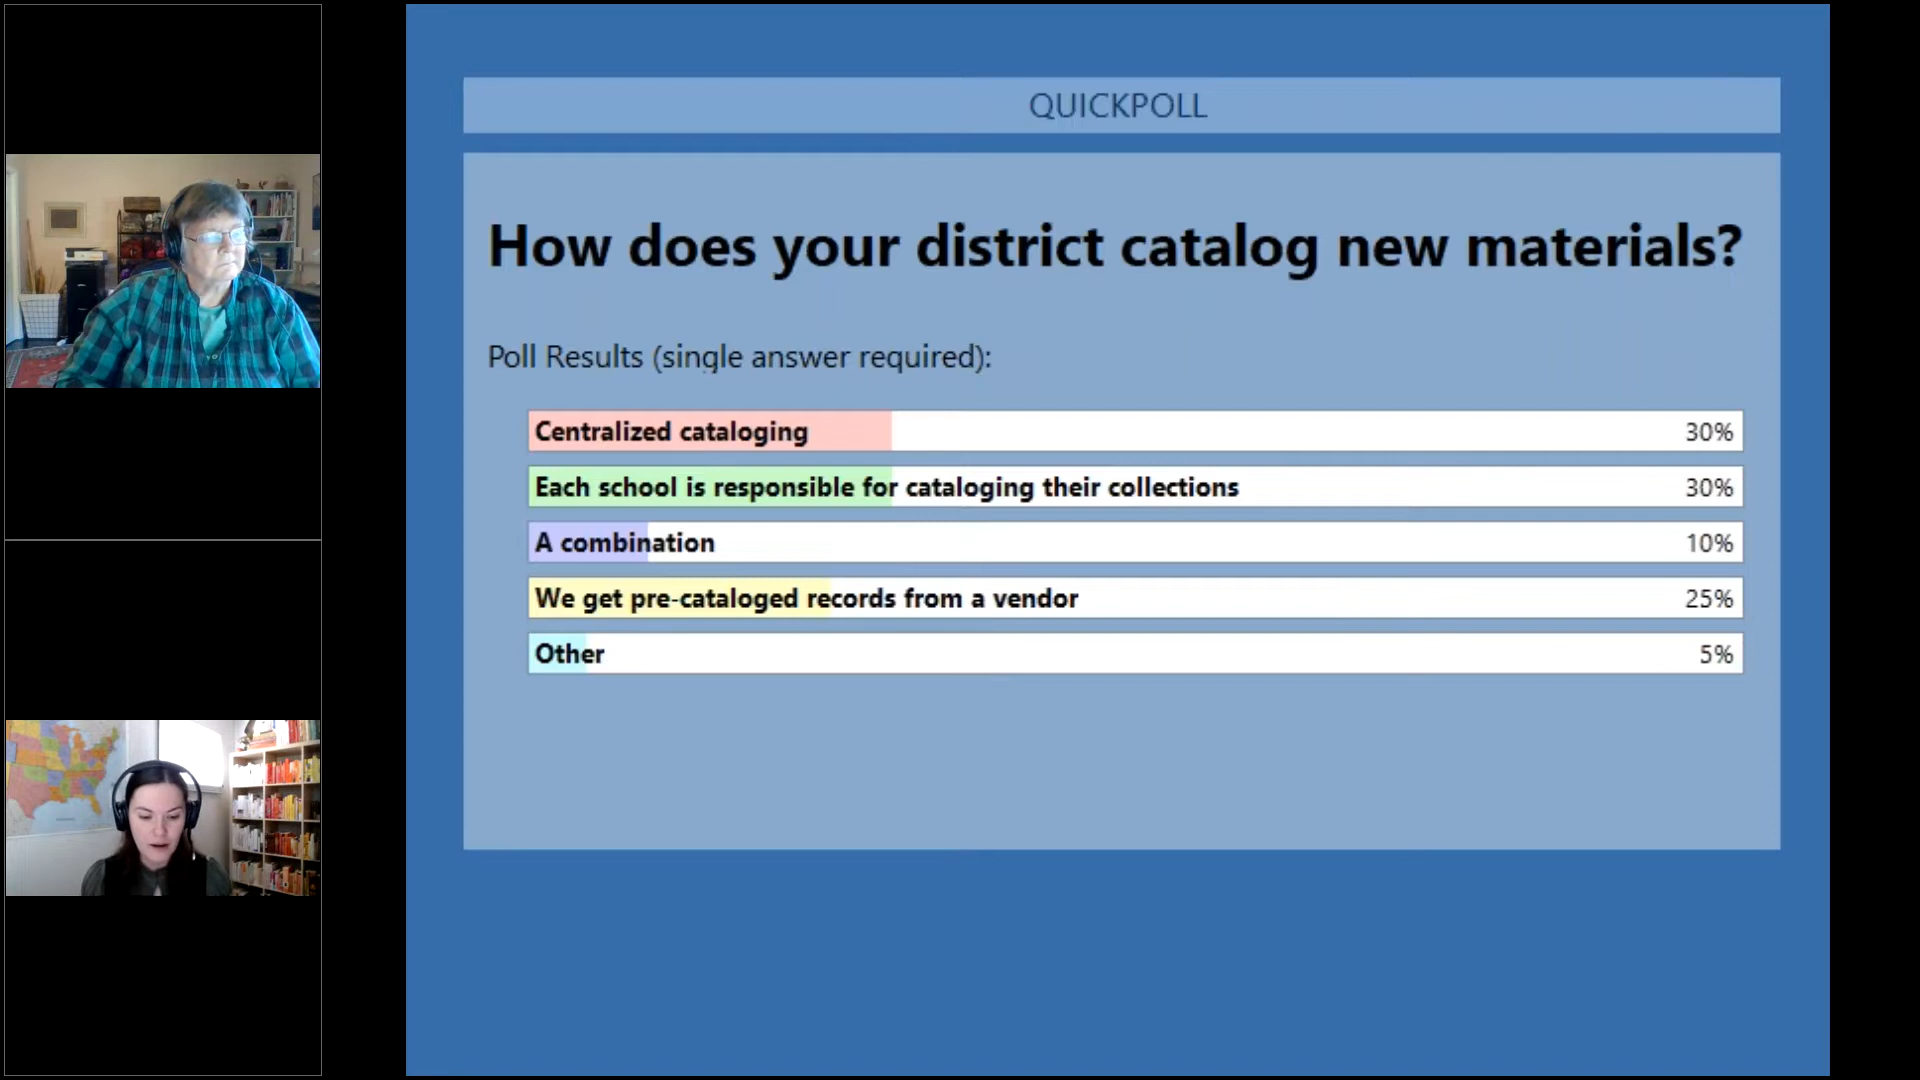 QUICKPOLL
How does your district catalog new materials?
Poll Results (single answer required):
Centralized cataloging 30%
Each school is responsible for cataloging their collections 30%
A combination 10%
We get pre-cataloged records from a vendor 25%
Other 5%